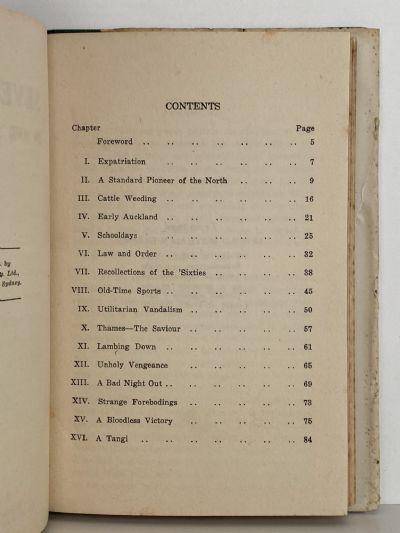 CONTENTS
Chapter Page
Foreword .. .. .. .. .. .. .. 5
I. Expatriation .. .. .. .. .. .. 7
II. A Standard Pioneer of the North .. .. .. 9
III. Cattle Weeding .. .. .. .. .. .. 16
IV. Early Auckland .. .. .. .. .. .. 21
V. Schooldays .. .. .. .. .. .. 25
VI. Law and Order .. .. .. .. .. .. 32
VII. Recollections of the 'Sixties .. .. .. .. 38
VIII. Old-Time Sports .. .. .. .. .. .. 45
IX. Utilitarian Vandalism .. .. .. .. .. 50
X. Thames—The Saviour .. .. .. .. .. 57
XI. Lambing Down .. .. .. .. .. .. 61
XII. Unholy Vengeance .. .. .. .. .. 65
XIII. A Bad Night Out .. .. .. .. .. .. 69
XIV. Strange Forebodings .. .. .. .. .. 73
XV. A Bloodless Victory .. .. .. .. .. 75
XVI. A Tangi .. .. .. .. .. .. .. 84
by
Ltd.,
Sydney.